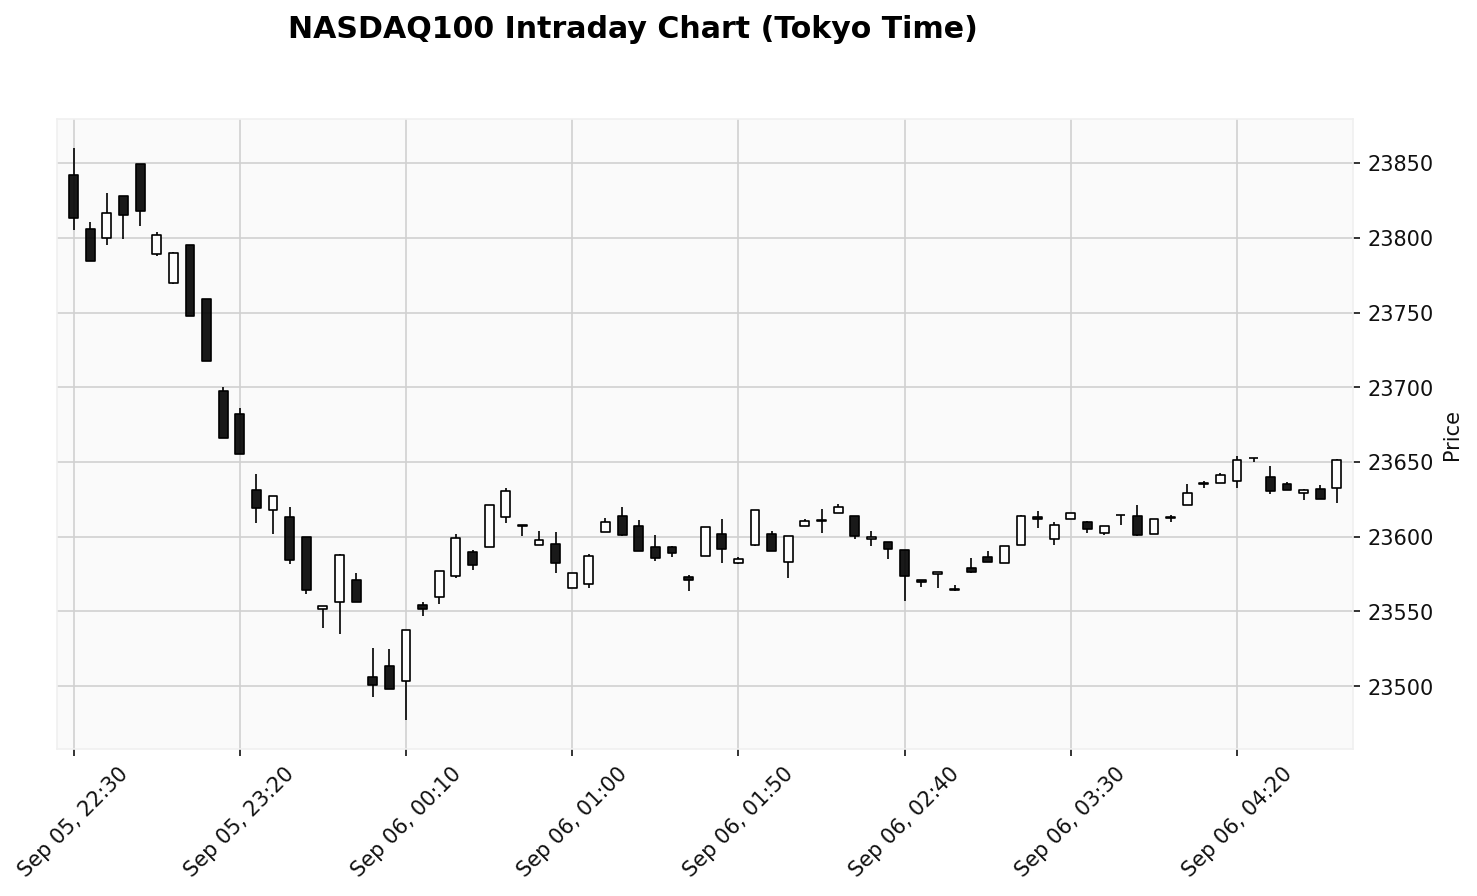 NASDAQ100 Intraday Chart (Tokyo Time)
23850
23800
23750
23700
23650
23600
23550
23500
Price
Sep 05, 22:30
Sep 05, 23:20
Sep 06, 00:10
Sep 06, 01:00
Sep 06, 01:50
Sep 06, 02:40
Sep 06, 03:30
Sep 06, 04:20